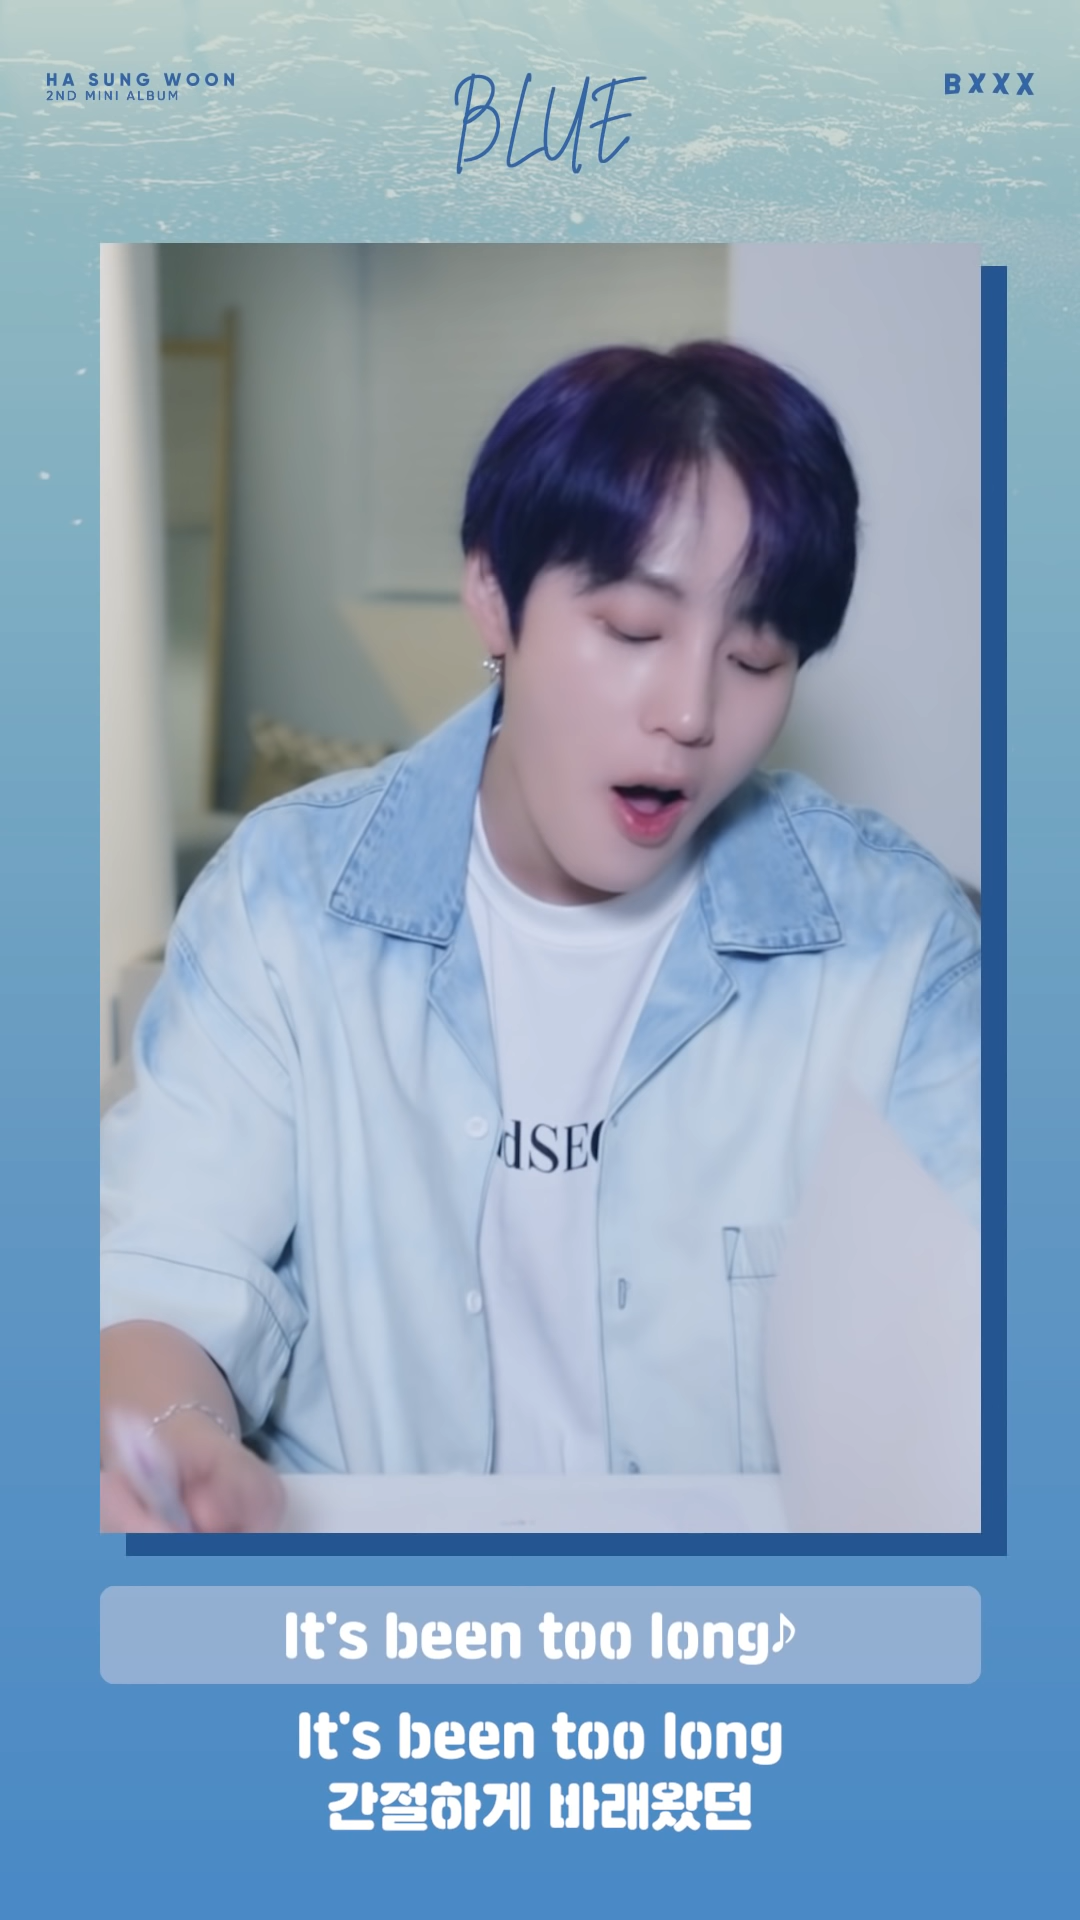 HA SUNG WOON
2ND MINI ALBUM
BLUE
BXXX
dSE
It's been too long♪
It's been too long
간절하게 바래왔던